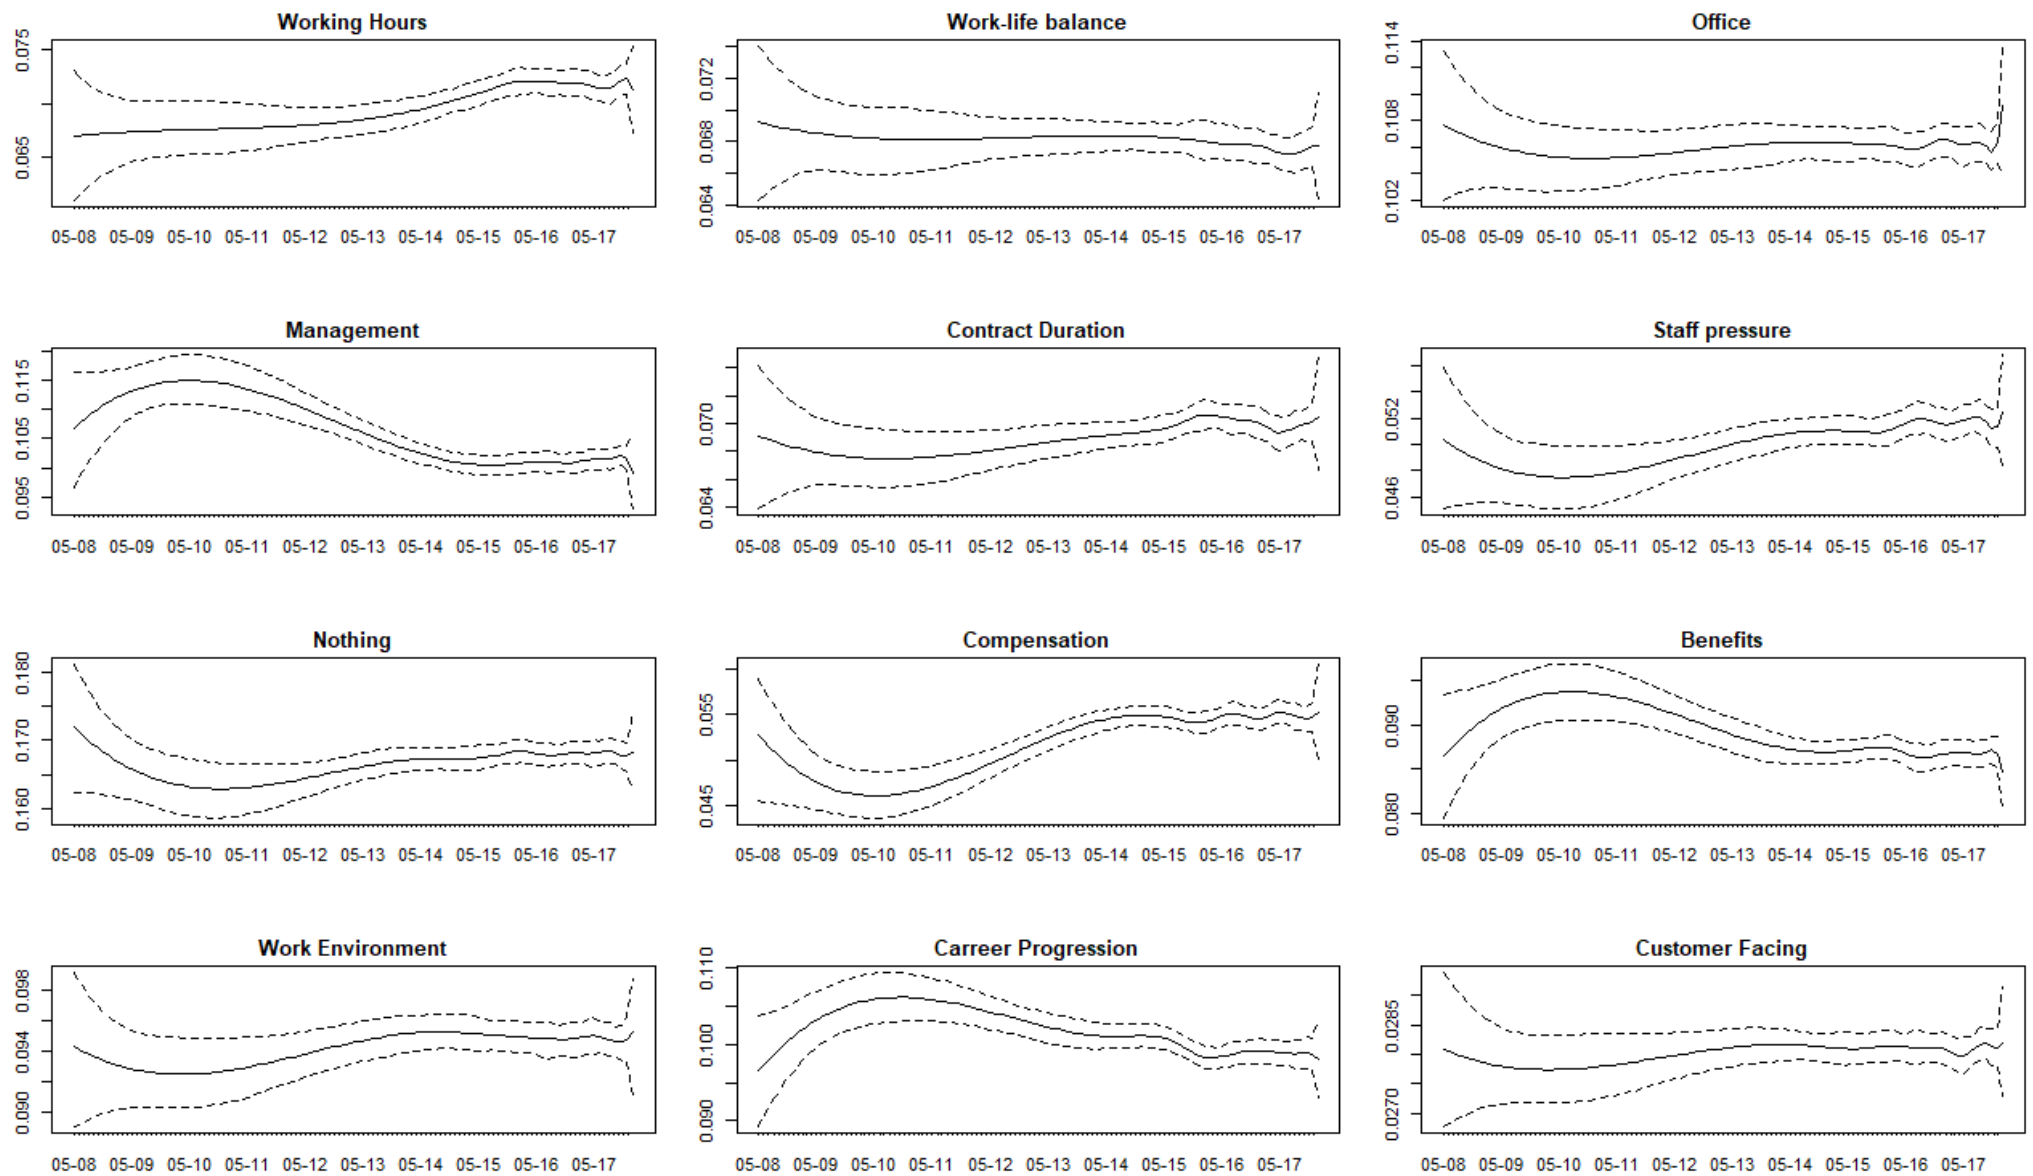 Working Hours
0.075
0.065
05-08 05-09 05-10 05-11 05-12 05-13 05-14 05-15 05-16 05-17
Work-life balance
0.072
0.068
0.064
05-08 05-09 05-10 05-11 05-12 05-13 05-14 05-15 05-16 05-17
Office
0.114
0.108
0.102
05-08 05-09 05-10 05-11 05-12 05-13 05-14 05-15 05-16 05-17
Management
0.115
0.105
0.095
05-08 05-09 05-10 05-11 05-12 05-13 05-14 05-15 05-16 05-17
Contract Duration
0.070
0.064
05-08 05-09 05-10 05-11 05-12 05-13 05-14 05-15 05-16 05-17
Staff pressure
0.052
0.046
05-08 05-09 05-10 05-11 05-12 05-13 05-14 05-15 05-16 05-17
Nothing
0.180
0.170
0.160
05-08 05-09 05-10 05-11 05-12 05-13 05-14 05-15 05-16 05-17
Compensation
0.055
0.045
05-08 05-09 05-10 05-11 05-12 05-13 05-14 05-15 05-16 05-17
Benefits
0.090
0.080
05-08 05-09 05-10 05-11 05-12 05-13 05-14 05-15 05-16 05-17
Work Environment
0.098
0.094
0.090
05-08 05-09 05-10 05-11 05-12 05-13 05-14 05-15 05-16 05-17
Carreer Progression
0.110
0.100
0.090
05-08 05-09 05-10 05-11 05-12 05-13 05-14 05-15 05-16 05-17
Customer Facing
0.0285
0.0270
05-08 05-09 05-10 05-11 05-12 05-13 05-14 05-15 05-16 05-17